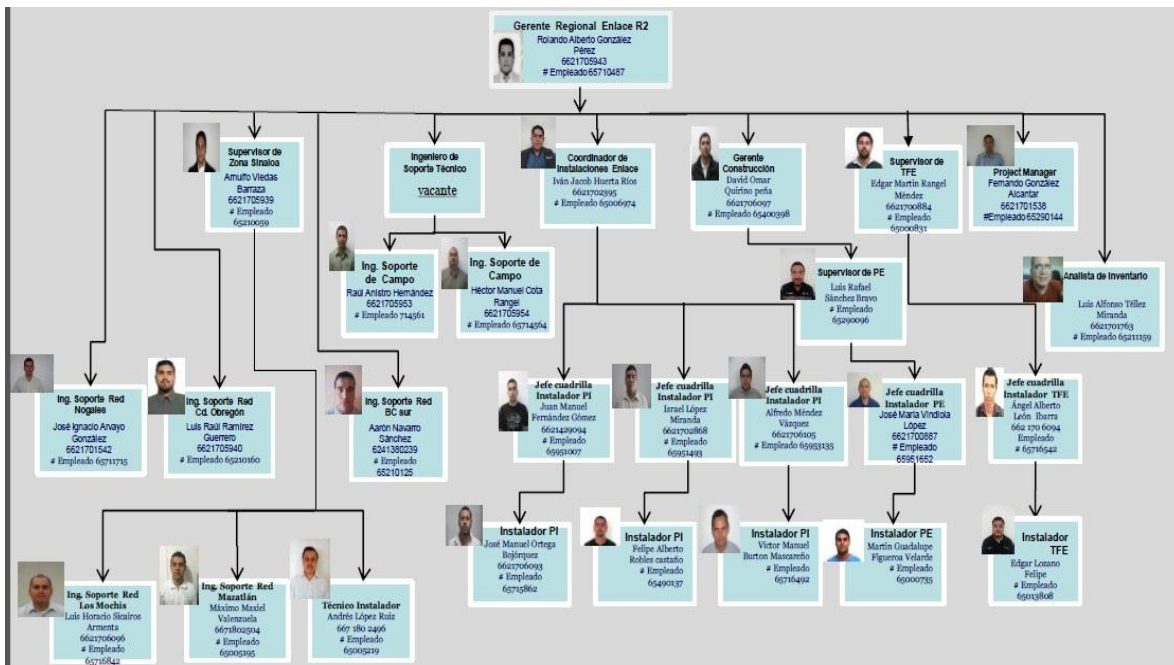 Gerente Regional Enlace R2
Rolando Alberto González
Pérez
6621705943
# Empleado 65710487
Supervisor de
Zona Sinaloa
Arnulfo Viedas
Barraza
6621705939
# Empleado
65210059
Ingeniero de
Soporte Técnico
vacante
Coordinador de
Instalaciones Enlace
Iván Jacob Huerta Ríos
6621702395
# Empleado 65006974
Gerente
Construcción
David Omar
Quirino peña
6621706097
# Empleado 65400398
Supervisor de
TFE
Edgar Martin Rangel
Méndez
6621700884
# Empleado
65000831
Project Manager
Fernando González
Alcantar
6621701538
#Empleado 65290144
Ing. Soporte
de Campo
Raúl Anistro Hernández
6621705953
# Empleado 714561
Ing. Soporte de
Campo
Héctor Manuel Cota
Rangel
6621705954
# Empleado 65714564
Supervisor de PE
Luis Rafael
Sánchez Bravo
# Empleado
65290096
Analista de Inventario
Luis Alfonso Téllez
Miranda
6621701763
# Empleado 65211159
Ing. Soporte Red
Nogales
José Ignacio Arvayo
González
6621701542
# Empleado 65711715
Ing. Soporte Red
Cd. Obregón
Luis Raúl Ramírez
Guerrero
6621705940
# Empleado 65210160
Ing. Soporte Red
BC sur
Aarón Navarro
Sánchez
6241380239
# Empleado
65210125
Jefe cuadrilla
Instalador PI
Juan Manuel
Fernández Gómez
6621429094
# Empleado
65951007
Jefe cuadrilla
Instalador PI
Israel López
Miranda
6621702868
# Empleado
65951493
Jefe cuadrilla
Instalador PI
Alfredo Méndez
Vázquez
6621706105
# Empleado 65953135
Jefe cuadrilla
Instalador PE
José María Vindiola
López
6621700887
# Empleado
65951652
Jefe cuadrilla
Instalador TFE
Ángel Alberto
León Ibarra
662 170 6094
Empleado
# 65716542
Instalador PI
José Manuel Ortega
Bojórquez
6621706093
# Empleado
65715862
Instalador PI
Felipe Alberto
Robles castaño
# Empleado
65490137
Instalador PI
Victor Manuel
Burton Mascareño
# Empleado
65716492
Instalador PE
Martin Guadalupe
Figueroa Velarde
# Empleado
65000735
Instalador
TFE
Edgar Lozano
Felipe
# Empleado
65013808
Ing. Soporte Red
Los Mochis
Luis Horacio Sicairos
Armenta
6621706096
# Empleado
65716842
Ing. Soporte Red
Mazatlán
Máximo Maxiel
Valenzuela
6671802504
# Empleado
65005195
Técnico Instalador
Andrés López Ruiz
667 180 2496
# Empleado
65005219